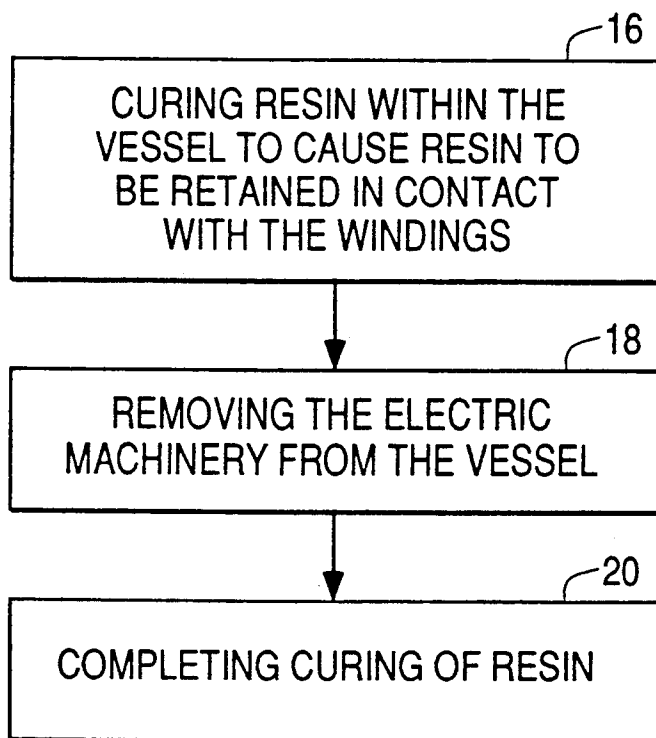 16
CURING RESIN WITHIN THE
VESSEL TO CAUSE RESIN TO
BE RETAINED IN CONTACT
WITH THE WINDINGS
18
REMOVING THE ELECTRIC
MACHINERY FROM THE VESSEL
20
COMPLETING CURING OF RESIN